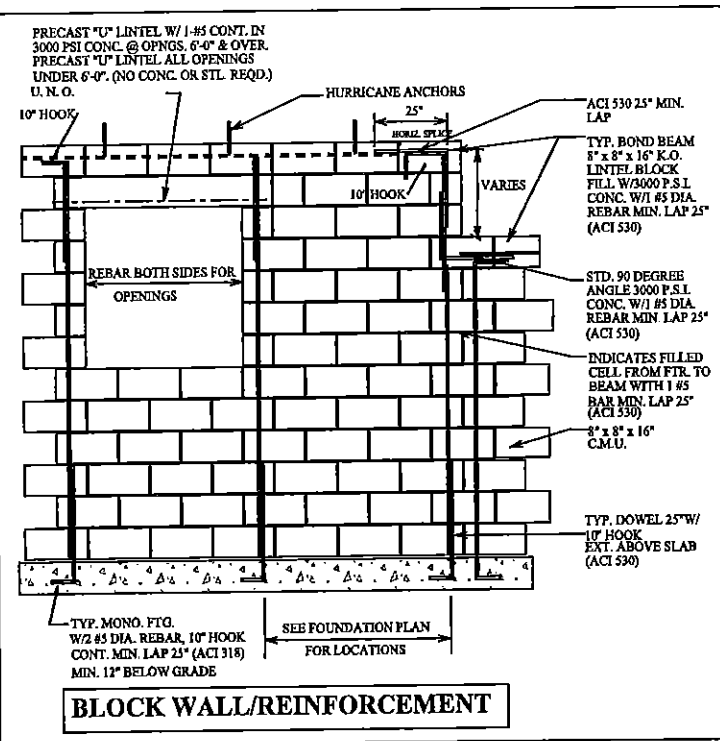 PRECAST "U" LINTEL W/ 1-#5 CONT. IN
3000 PSI CONC. @ OPNGS. 6'-0" & OVER.
PRECAST "U" LINTEL ALL OPENINGS
UNDER 6'-0". (NO CONC. OR STL. REQD.)
U. N. O.
10" HOOK
HURRICANE ANCHORS
25"
HORIZ. SPLICE
10" HOOK
VARIES
ACI 530 25" MIN.
LAP
TYP. BOND BEAM
8" x 8" x 16" K.O.
LINTEL BLOCK
FILL W/3000 P.S.I.
CONC. W/1 #5 DIA.
REBAR MIN. LAP 25"
(ACI 530)
REBAR BOTH SIDES FOR
OPENINGS
STD. 90 DEGREE
ANGLE 3000 P.S.I.
CONC. W/1 #5 DIA.
REBAR MIN. LAP 25"
(ACI 530)
INDICATES FILLED
CELL FROM FTR. TO
BEAM WITH 1 #5
BAR MIN. LAP 25"
(ACI 530)
8" x 8" x 16"
C.M.U.
TYP. DOWEL 25"W/
10" HOOK
EXT. ABOVE SLAB
(ACI 530)
TYP. MONO. FTG.
W/2 #5 DIA. REBAR, 10" HOOK
CONT. MIN. LAP 25" (ACI 318)
MIN. 12" BELOW GRADE
SEE FOUNDATION PLAN
FOR LOCATIONS
BLOCK WALL/REINFORCEMENT